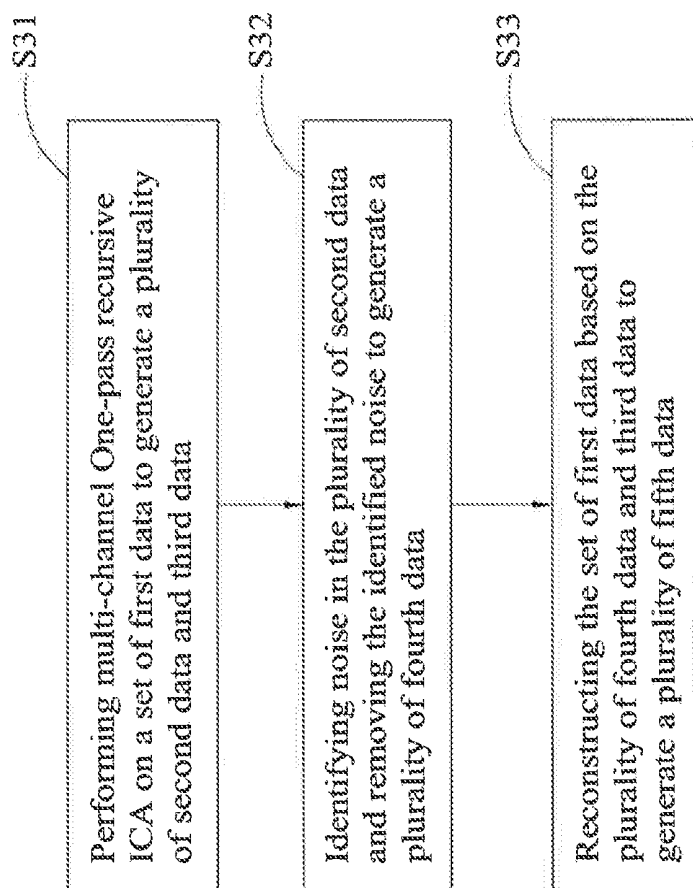 S31
Performing multi-channel One-pass recursive
ICA on a set of first data to generate a plurality
of second data and third data
S32
Identifying noise in the plurality of second data
and removing the identified noise to generate a
plurality of fourth data
S33
Reconstructing the set of first data based on the
plurality of fourth data and third data to
generate a plurality of fifth data